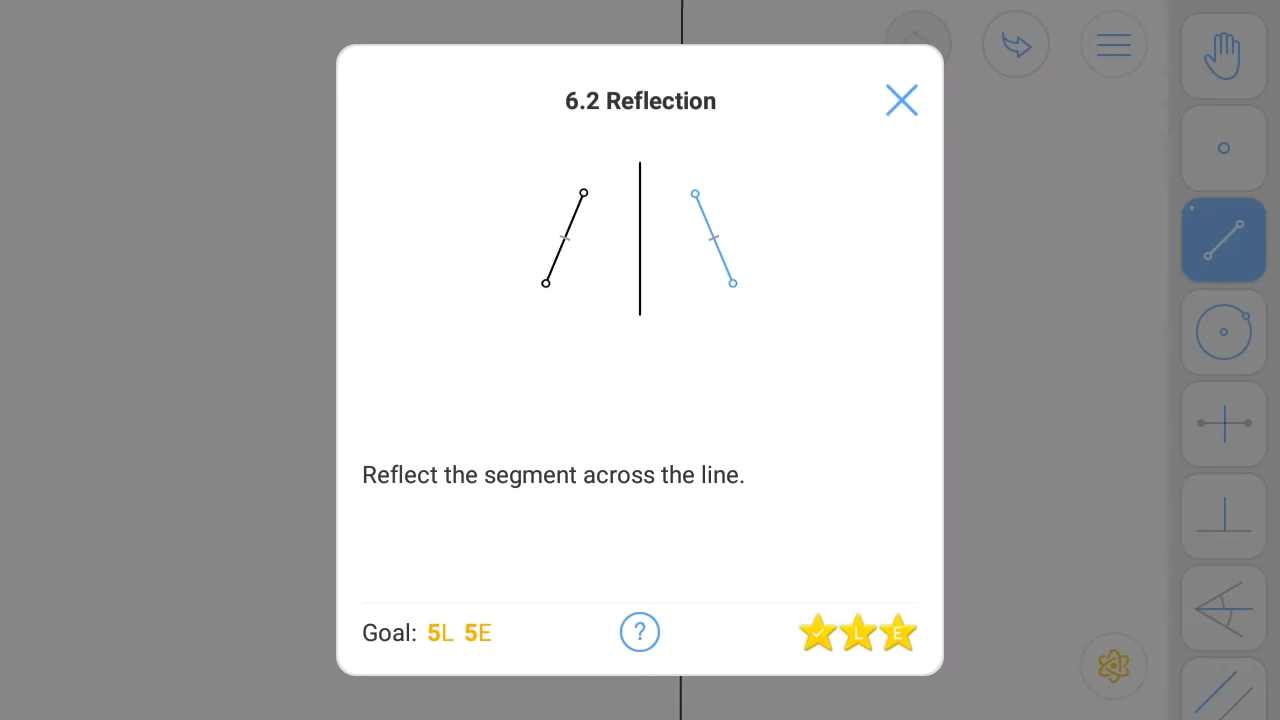 6.2 Reflection
Reflect the segment across the line.
Goal: 5L 5E
?
L E